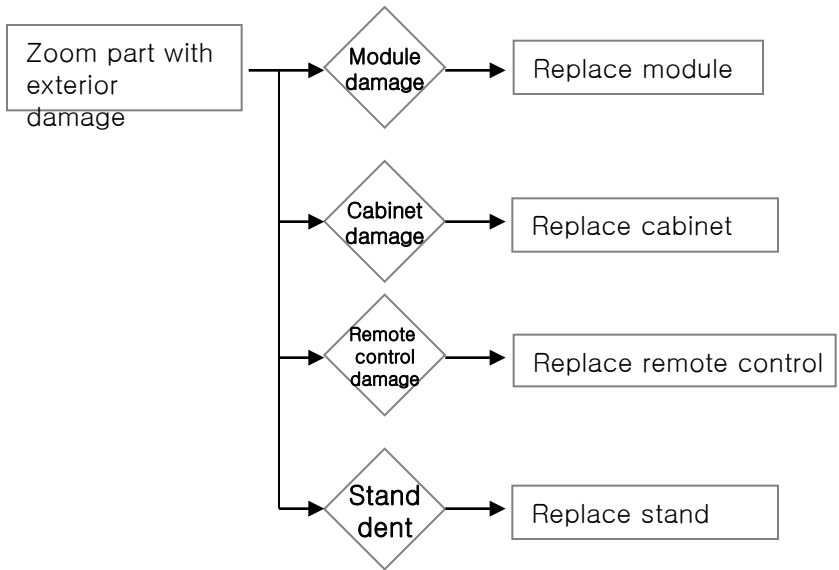 Zoom part with
exterior
damage
Module
damage
Replace module
Cabinet
damage
Replace cabinet
Remote
control
damage
Replace remote control
Stand
dent
Replace stand